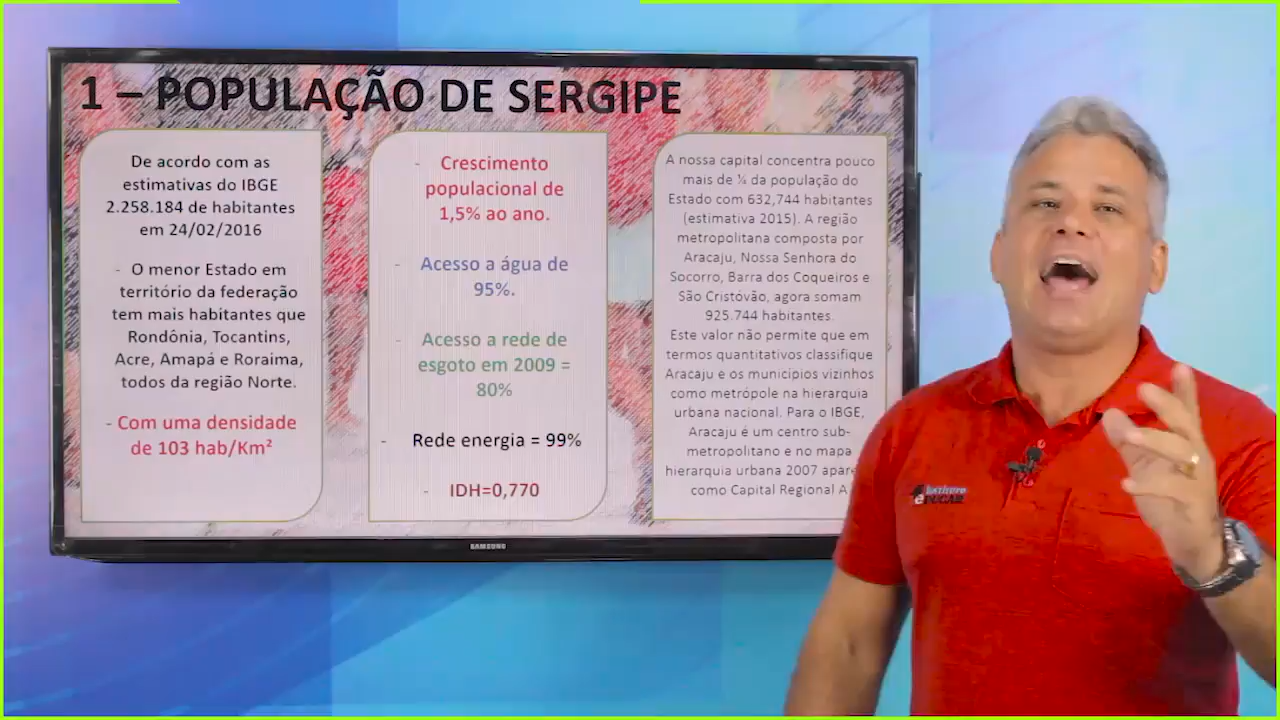 1 – POPULAÇÃO DE SERGIPE
De acordo com as
estimativas do IBGE
2.258.184 de habitantes
em 24/02/2016
- O menor Estado em
território da federação
tem mais habitantes que
Rondônia, Tocantins,
Acre, Amapá e Roraima,
todos da região Norte.
- Com uma densidade
de 103 hab/Km²
- Crescimento
populacional de
1,5% ao ano.
- Acesso a água de
95%.
- Acesso a rede de
esgoto em 2009 =
80%
- Rede energia = 99%
- IDH=0,770
A nossa capital concentra pouco
mais de ¼ da população do
Estado com 632,744 habitantes
(estimativa 2015). A região
metropolitana composta por
Aracaju, Nossa Senhora do
Socorro, Barra dos Coqueiros e
São Cristóvão, agora somam
925.744 habitantes.
Este valor não permite que em
termos quantitativos classifique
Aracaju e os municípios vizinhos
como metrópole na hierarquia
urbana nacional. Para o IBGE,
Aracaju é um centro sub-
metropolitano e no mapa
hierarquia urbana 2007
como Capital Regional A
SAMSUNG
Instituto